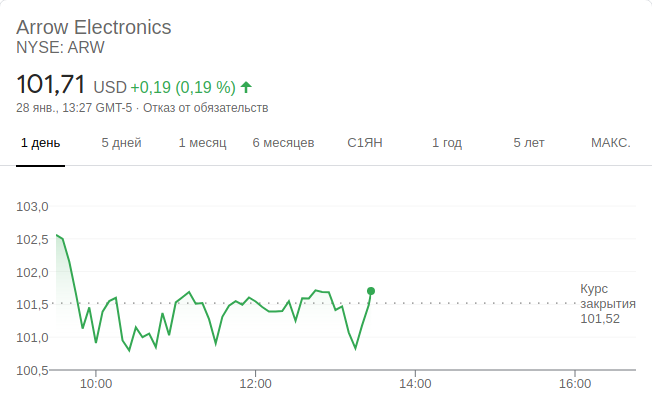 Arrow Electronics
NYSE: ARW
101,71 USD +0,19 (0,19 %)
28 янв., 13:27 GMT-5 · Отказ от обязательств
1 день 5 дней 1 месяц 6 месяцев С1ЯН 1 год 5 лет МАКС.
103,0
102,5
102,0
101,5
101,0
100,5
Курс
закрытия
101,52
10:00 12:00 14:00 16:00